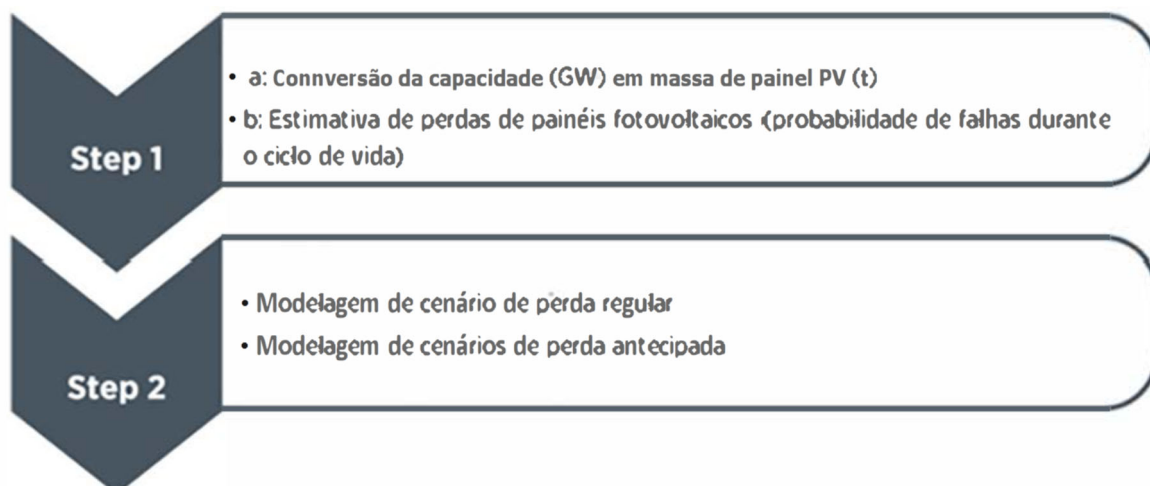 Step 1
• a: Connversão da capacidade (GW) em massa de painel PV (t)
• b: Estimativa de perdas de painéis fotovoltaicos (probabilidade de falhas durante
o ciclo de vida)
Step 2
• Modelagem de cenário de perda regular
• Modelagem de cenários de perda antecipada